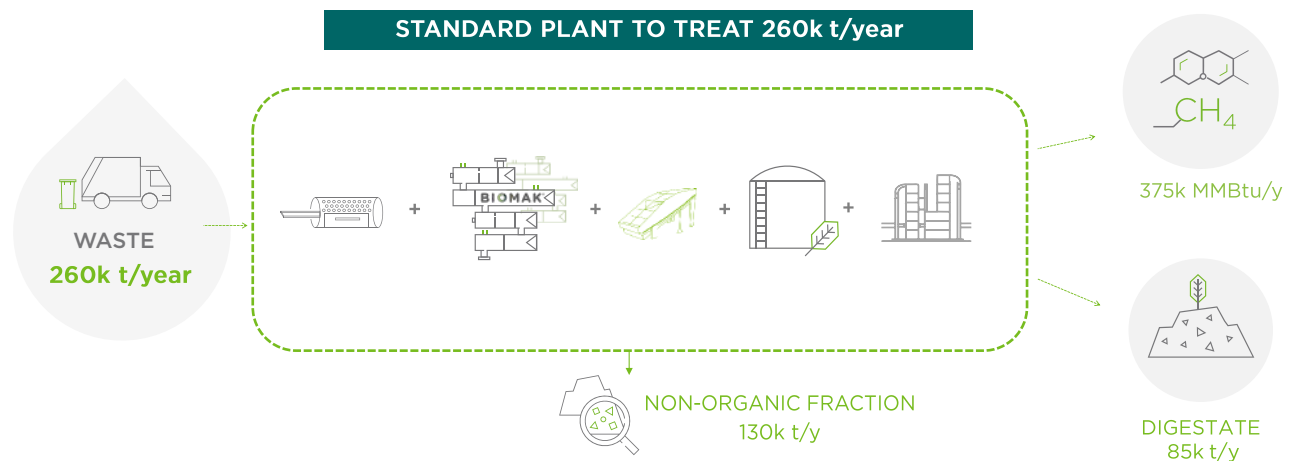 STANDARD PLANT TO TREAT 260k t/year
WASTE
260k t/year
+
BIOMAK
+
+
+
CH4
375k MMBtu/y
NON-ORGANIC FRACTION
130k t/y
DIGESTATE
85k t/y